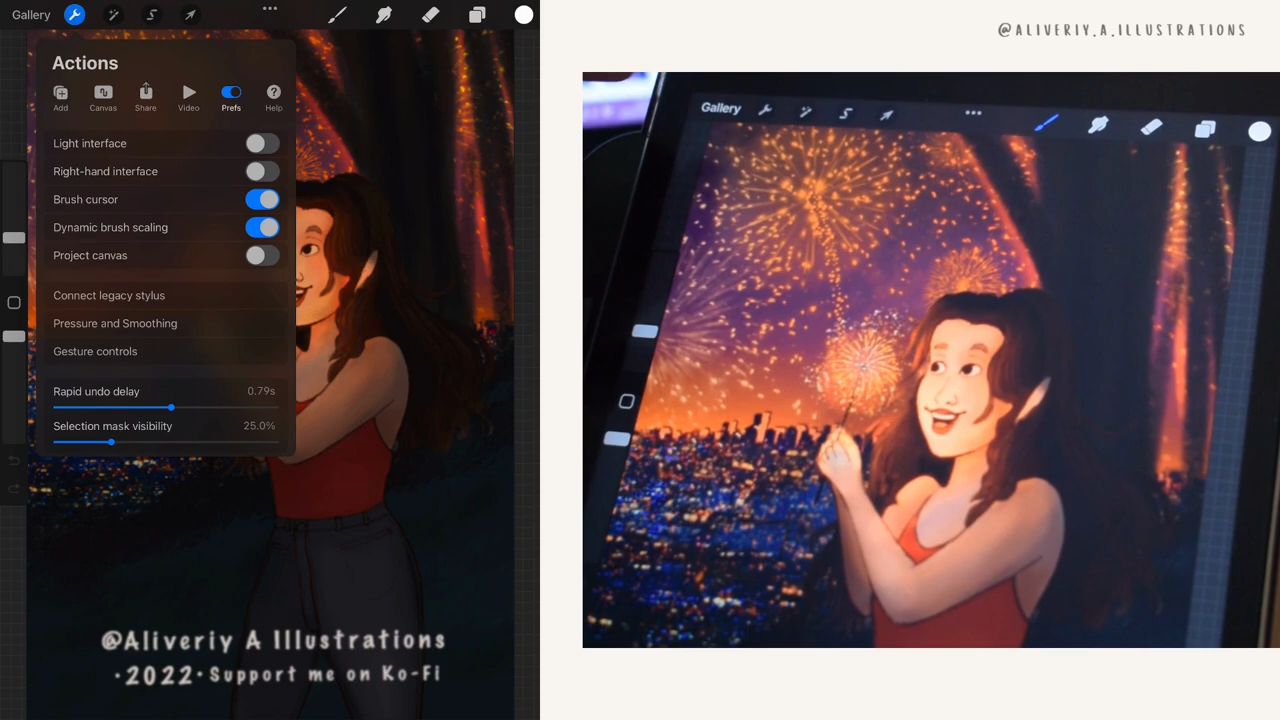 Gallery
Actions
Add Canvas Share Video Prefs Help
Light interface
Right-hand interface
Brush cursor
Dynamic brush scaling
Project canvas
Connect legacy stylus
Pressure and Smoothing
Gesture controls
Rapid undo delay 0.79s
Selection mask visibility 25.0%
@Aliveriy A Illustrations
·2022·Support me on Ko-Fi
@ALIVERIY.A.ILLUSTRATIONS
Gallery